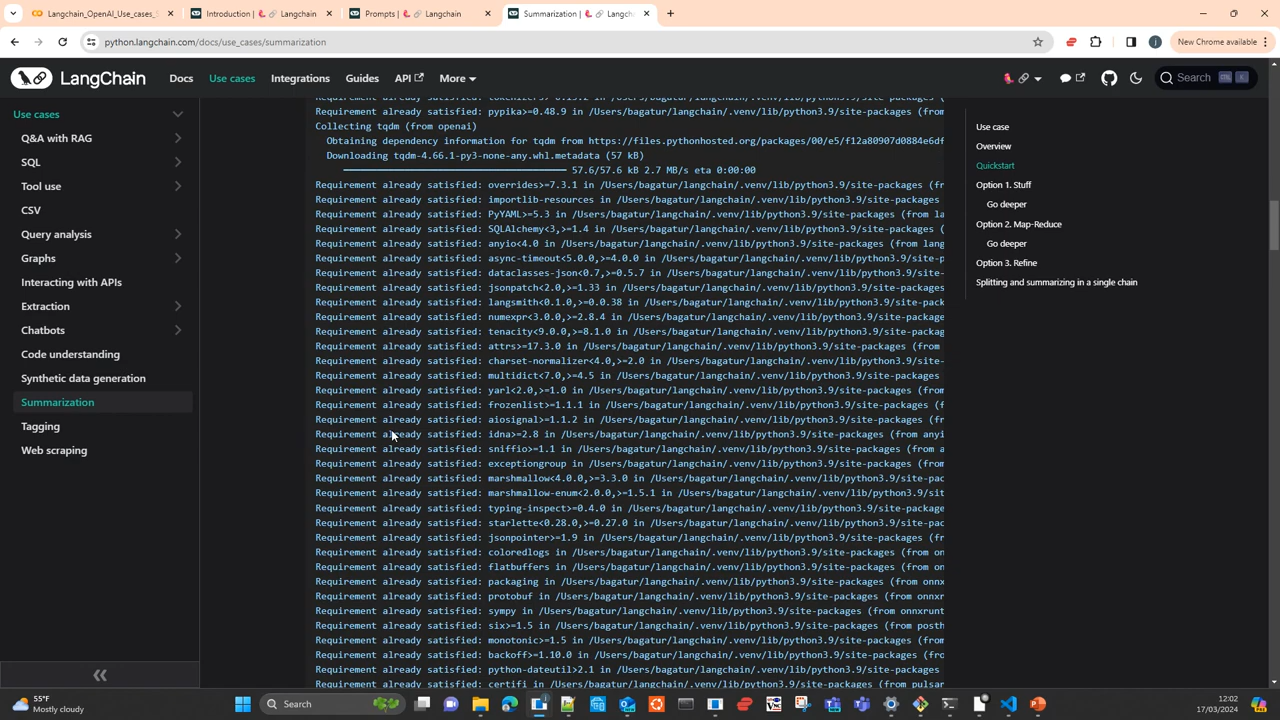 Langchain_OpenAI_Use_cases_
Introduction | 🦜️🔗 Langchain
Prompts | 🦜️🔗 Langchain
Summarization | 🦜️🔗 Langch
python.langchain.com/docs/use_cases/summarization
New Chrome available
LangChain
Docs
Use cases
Integrations
Guides
API
More
Search
Use cases
Q&A with RAG
SQL
Tool use
CSV
Query analysis
Graphs
Interacting with APIs
Extraction
Chatbots
Code understanding
Synthetic data generation
Summarization
Tagging
Web scraping
Requirement already satisfied: tokenizers>=0.13.2 in /Users/bagatur/langchain/.venv/lib/python3.9/site-packages (
Requirement already satisfied: pypika>=0.48.9 in /Users/bagatur/langchain/.venv/lib/python3.9/site-packages (from
Collecting tqdm (from openai)
Obtaining dependency information for tqdm from https://files.pythonhosted.org/packages/00/e5/f12a80907d0884e6df
Downloading tqdm-4.66.1-py3-none-any.whl.metadata (57 kB)
57.6/57.6 kB 2.7 MB/s eta 0:00:00
Requirement already satisfied: overrides>=7.3.1 in /Users/bagatur/langchain/.venv/lib/python3.9/site-packages (fr
Requirement already satisfied: importlib-resources in /Users/bagatur/langchain/.venv/lib/python3.9/site-packages
Requirement already satisfied: PyYAML>=5.3 in /Users/bagatur/langchain/.venv/lib/python3.9/site-packages (from la
Requirement already satisfied: SQLAlchemy<3,>=1.4 in /Users/bagatur/langchain/.venv/lib/python3.9/site-packages (
Requirement already satisfied: anyio<4.0 in /Users/bagatur/langchain/.venv/lib/python3.9/site-packages (from lang
Requirement already satisfied: async-timeout<5.0.0,>=4.0.0 in /Users/bagatur/langchain/.venv/lib/python3.9/site-p
Requirement already satisfied: dataclasses-json<0.7,>=0.5.7 in /Users/bagatur/langchain/.venv/lib/python3.9/site-
Requirement already satisfied: jsonpatch<2.0,>=1.33 in /Users/bagatur/langchain/.venv/lib/python3.9/site-packages
Requirement already satisfied: langsmith<0.1.0,>=0.0.38 in /Users/bagatur/langchain/.venv/lib/python3.9/site-pack
Requirement already satisfied: numexpr<3.0.0,>=2.8.4 in /Users/bagatur/langchain/.venv/lib/python3.9/site-package
Requirement already satisfied: tenacity<9.0.0,>=8.1.0 in /Users/bagatur/langchain/.venv/lib/python3.9/site-packag
Requirement already satisfied: attrs>=17.3.0 in /Users/bagatur/langchain/.venv/lib/python3.9/site-packages (from
Requirement already satisfied: charset-normalizer<4.0,>=2.0 in /Users/bagatur/langchain/.venv/lib/python3.9/site-
Requirement already satisfied: multidict<7.0,>=4.5 in /Users/bagatur/langchain/.venv/lib/python3.9/site-packages
Requirement already satisfied: yarl<2.0,>=1.0 in /Users/bagatur/langchain/.venv/lib/python3.9/site-packages (from
Requirement already satisfied: frozenlist>=1.1.1 in /Users/bagatur/langchain/.venv/lib/python3.9/site-packages (f
Requirement already satisfied: aiosignal>=1.1.2 in /Users/bagatur/langchain/.venv/lib/python3.9/site-packages (fr
Requirement already satisfied: idna>=2.8 in /Users/bagatur/langchain/.venv/lib/python3.9/site-packages (from anyi
Requirement already satisfied: sniffio>=1.1 in /Users/bagatur/langchain/.venv/lib/python3.9/site-packages (from a
Requirement already satisfied: exceptiongroup in /Users/bagatur/langchain/.venv/lib/python3.9/site-packages (from
Requirement already satisfied: marshmallow<4.0.0,>=3.3.0 in /Users/bagatur/langchain/.venv/lib/python3.9/site-pac
Requirement already satisfied: marshmallow-enum<2.0.0,>=1.5.1 in /Users/bagatur/langchain/.venv/lib/python3.9/sit
Requirement already satisfied: typing-inspect>=0.4.0 in /Users/bagatur/langchain/.venv/lib/python3.9/site-package
Requirement already satisfied: starlette<0.28.0,>=0.27.0 in /Users/bagatur/langchain/.venv/lib/python3.9/site-pac
Requirement already satisfied: jsonpointer>=1.9 in /Users/bagatur/langchain/.venv/lib/python3.9/site-packages (fr
Requirement already satisfied: coloredlogs in /Users/bagatur/langchain/.venv/lib/python3.9/site-packages (from on
Requirement already satisfied: flatbuffers in /Users/bagatur/langchain/.venv/lib/python3.9/site-packages (from on
Requirement already satisfied: packaging in /Users/bagatur/langchain/.venv/lib/python3.9/site-packages (from onnx
Requirement already satisfied: protobuf in /Users/bagatur/langchain/.venv/lib/python3.9/site-packages (from onnxr
Requirement already satisfied: sympy in /Users/bagatur/langchain/.venv/lib/python3.9/site-packages (from onnxrunt
Requirement already satisfied: six>=1.5 in /Users/bagatur/langchain/.venv/lib/python3.9/site-packages (from posth
Requirement already satisfied: monotonic>=1.5 in /Users/bagatur/langchain/.venv/lib/python3.9/site-packages (from
Requirement already satisfied: backoff>=1.10.0 in /Users/bagatur/langchain/.venv/lib/python3.9/site-packages (fro
Requirement already satisfied: python-dateutil>2.1 in /Users/bagatur/langchain/.venv/lib/python3.9/site-packages
Requirement already satisfied: certifi in /Users/bagatur/langchain/.venv/lib/python3.9/site-packages (from pulsar
Use case
Overview
Quickstart
Option 1. Stuff
Go deeper
Option 2. Map-Reduce
Go deeper
Option 3. Refine
Splitting and summarizing in a single chain
55°F
Mostly cloudy
Search
12:02
17/03/2024